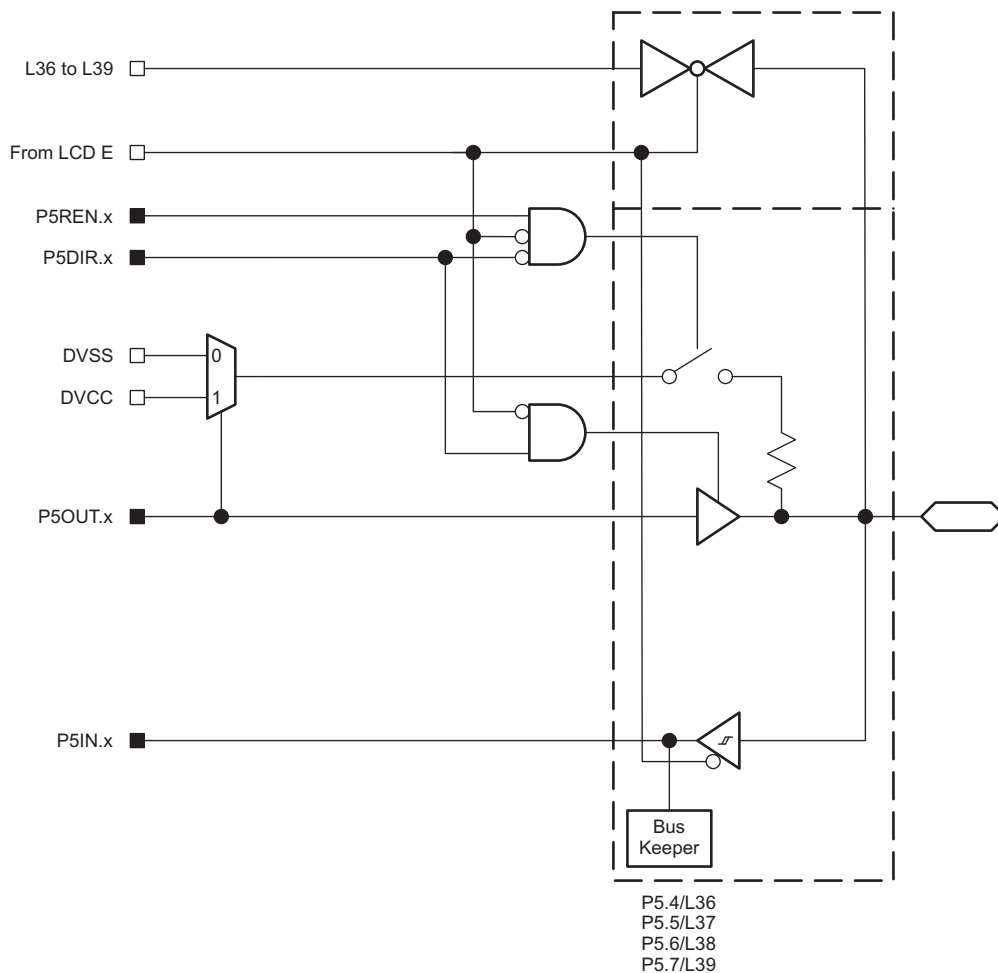 L36 to L39
From LCD E
P5REN.x
P5DIR.x
DVSS
0
DVCC
1
P5OUT.x
P5IN.x
Bus
Keeper
P5.4/L36
P5.5/L37
P5.6/L38
P5.7/L39